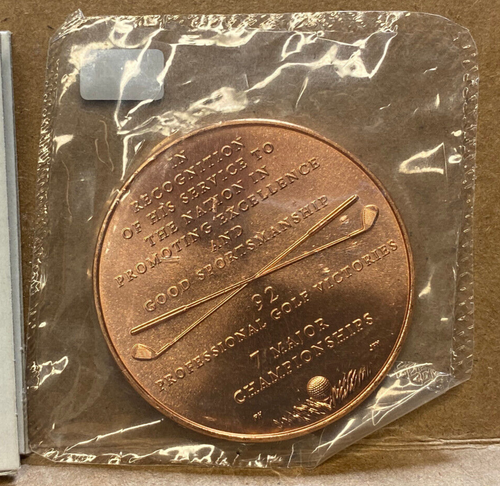 IN
RECOGNITION
OF HIS SERVICE TO
THE NATION IN
PROMOTING EXCELLENCE
AND
GOOD SPORTSMANSHIP
92
PROFESSIONAL GOLF VICTORIES
7 MAJOR
CHAMPIONSHIPS